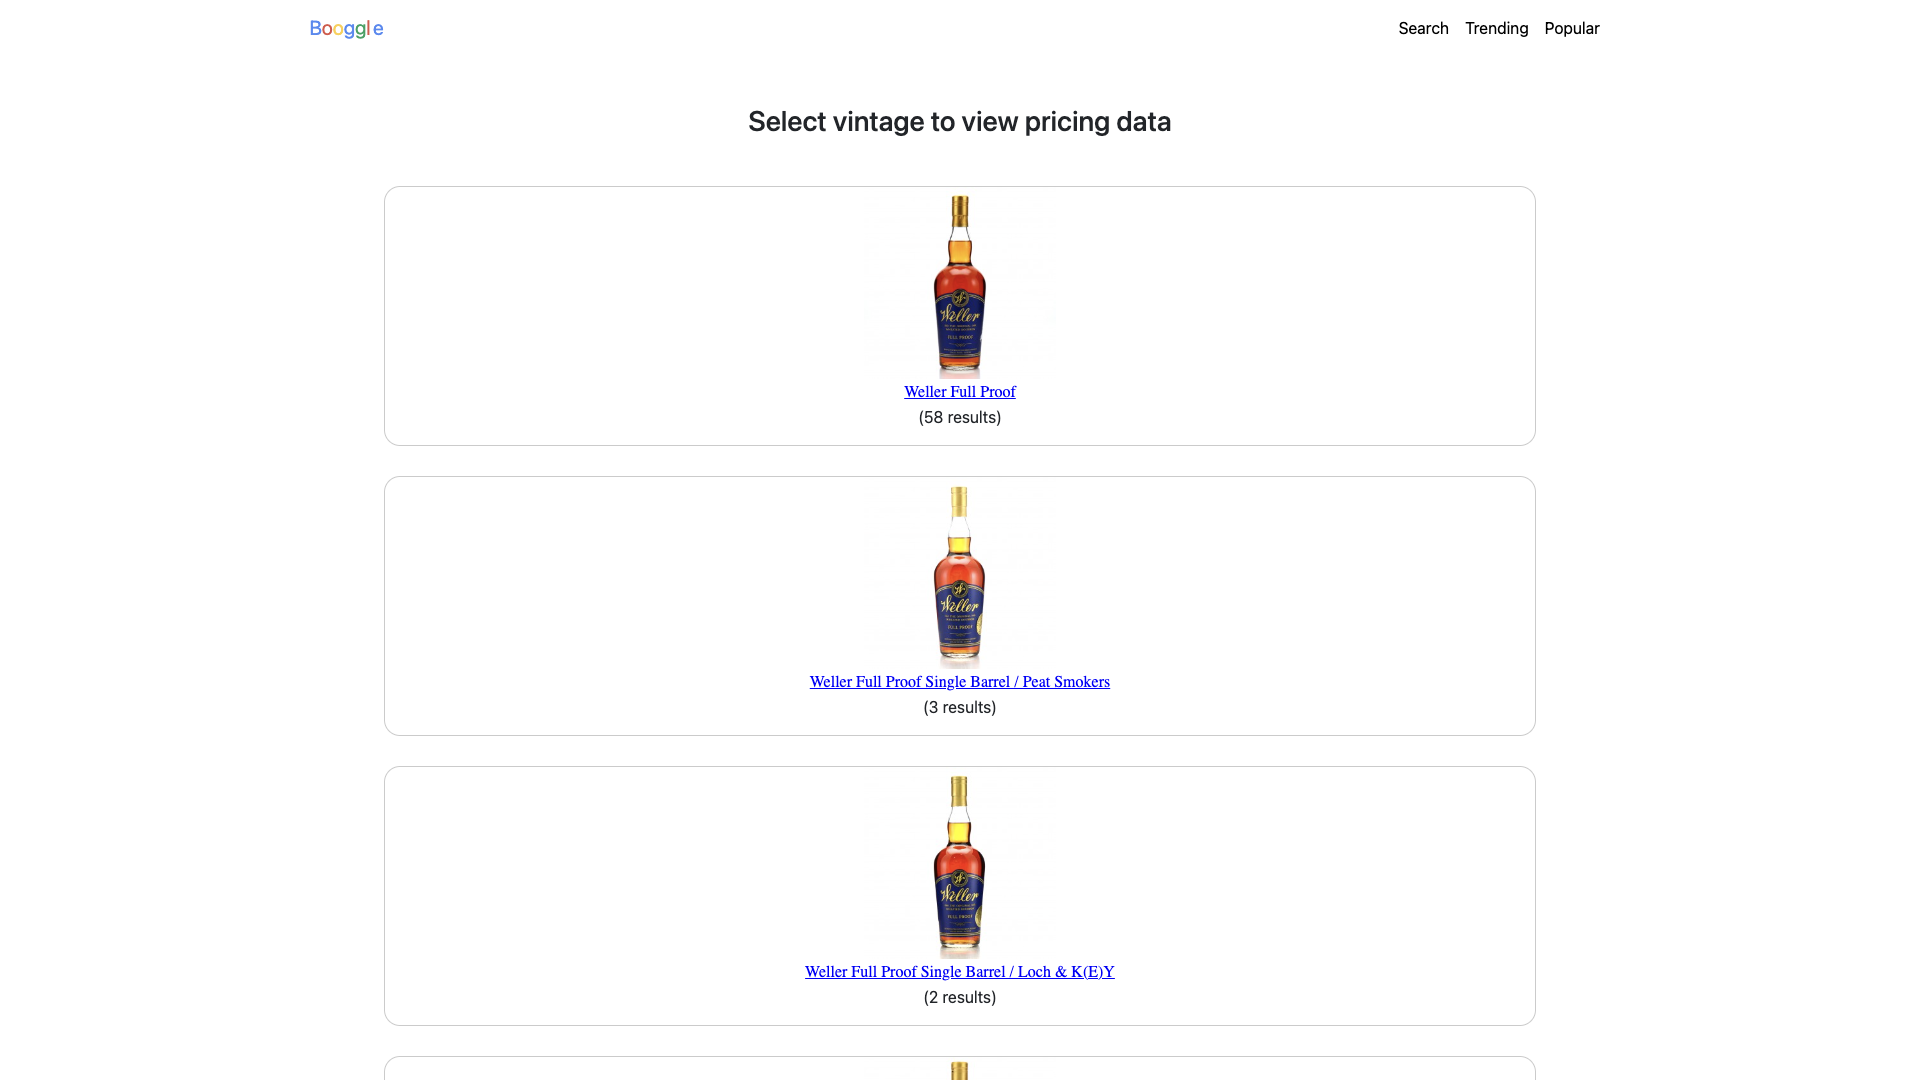 Booggle
Search Trending Popular
Select vintage to view pricing data
Weller
FULL PROOF
Weller Full Proof
(58 results)
Weller
FULL PROOF
Weller Full Proof Single Barrel / Peat Smokers
(3 results)
Weller
FULL PROOF
Weller Full Proof Single Barrel / Loch & K(E)Y
(2 results)